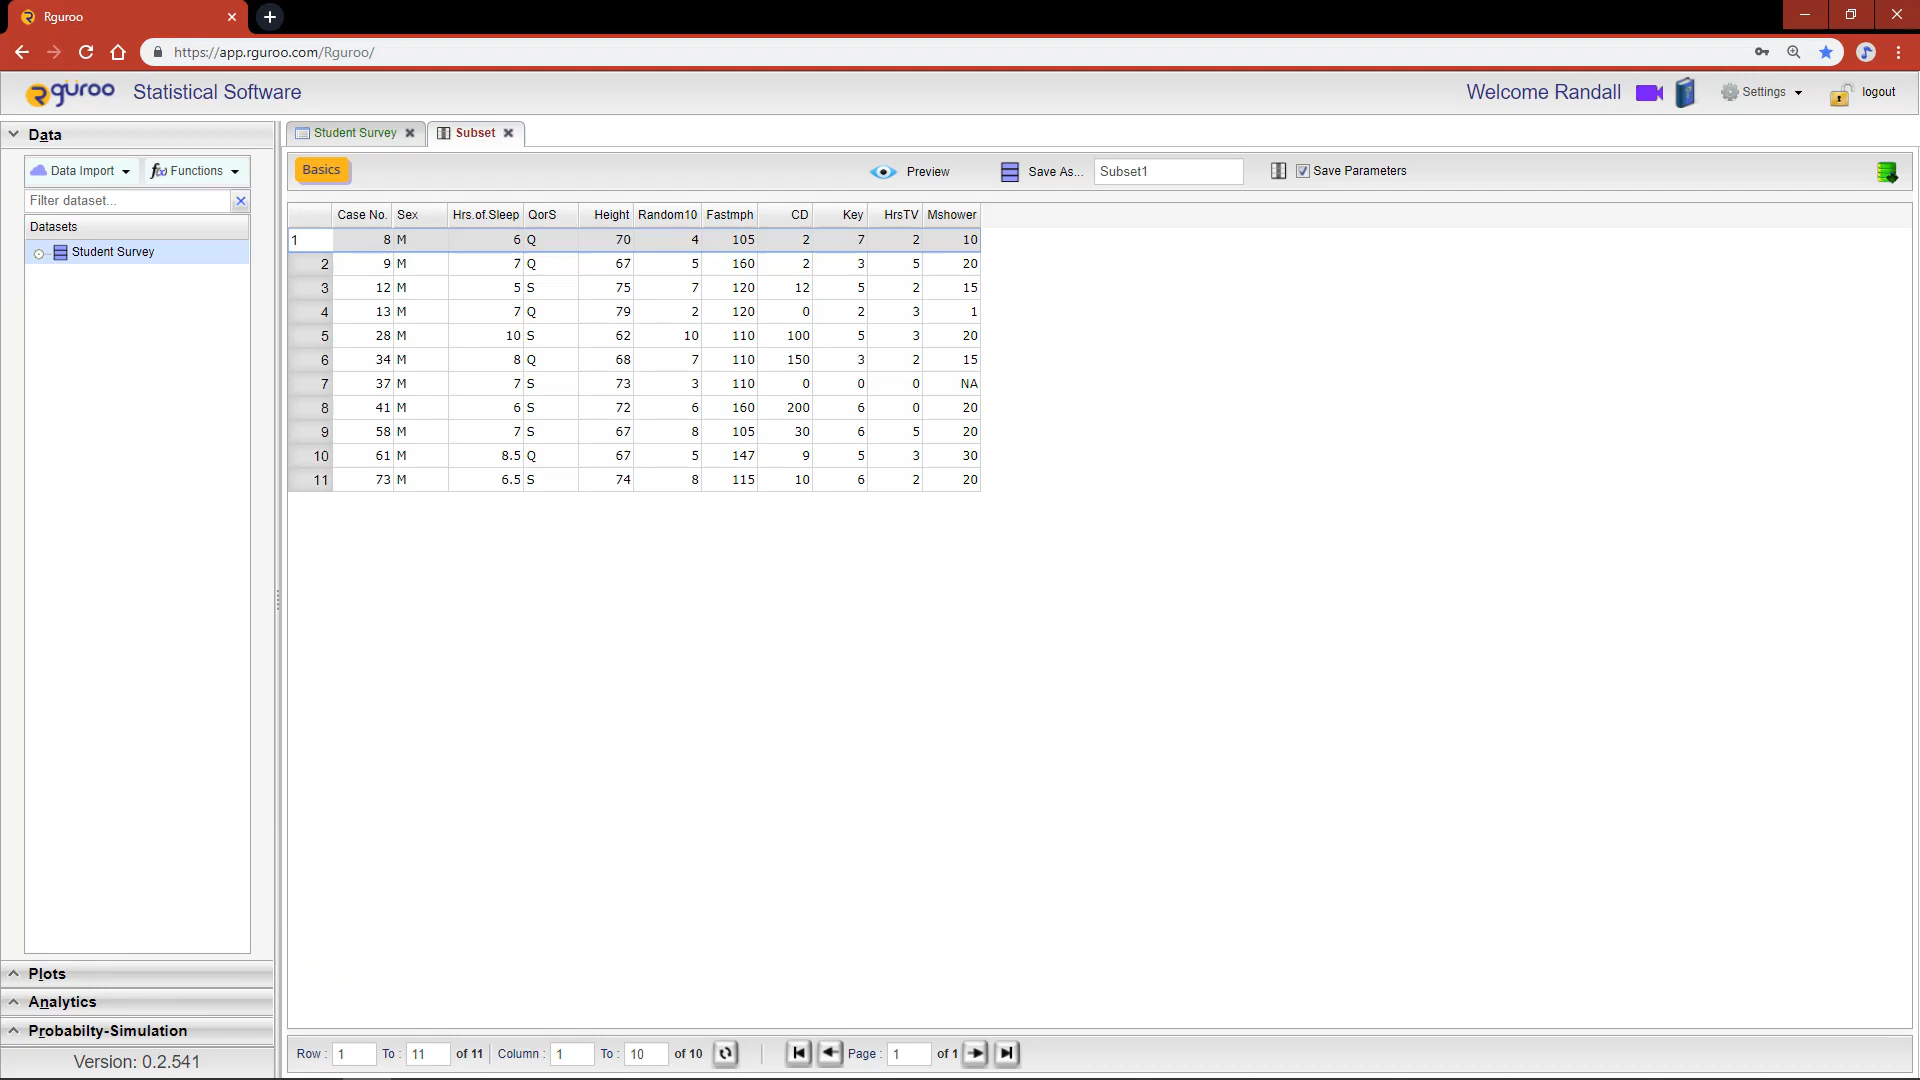 Rguroo
https://app.rguroo.com/Rguroo/
rguroo Statistical Software Welcome Randall Settings logout
Data Student Survey Subset
Data Import Functions Basics Preview Save As... Subset1 Save Parameters
Filter dataset...
Datasets
Student Survey
Case No. Sex Hrs.of.Sleep QorS Height Random10 Fastmph CD Key HrsTV Mshower
1 8 M 6 Q 70 4 105 2 7 2 10
2 9 M 7 Q 67 5 160 2 3 5 20
3 12 M 5 S 75 7 120 12 5 2 15
4 13 M 7 Q 79 2 120 0 2 3 1
5 28 M 10 S 62 10 110 100 5 3 20
6 34 M 8 Q 68 7 110 150 3 2 15
7 37 M 7 S 73 3 110 0 0 0 NA
8 41 M 6 S 72 6 160 200 6 0 20
9 58 M 7 S 67 8 105 30 6 5 20
10 61 M 8.5 Q 67 5 147 9 5 3 30
11 73 M 6.5 S 74 8 115 10 6 2 20
Plots
Analytics
Probabilty-Simulation
Version: 0.2.541
Row : 1 To : 11 of 11 Column : 1 To : 10 of 10 Page : 1 of 1